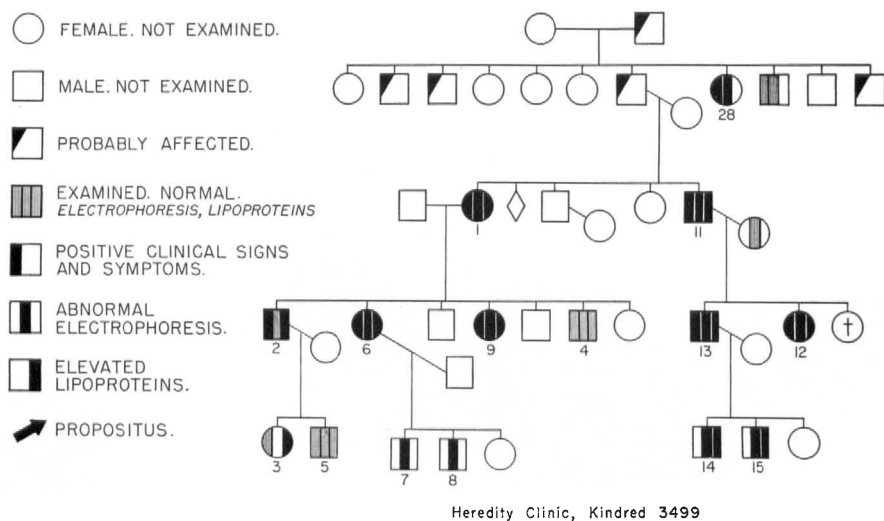 FEMALE. NOT EXAMINED.
MALE. NOT EXAMINED.
PROBABLY AFFECTED.
EXAMINED. NORMAL.
ELECTROPHORESIS, LIPOPROTEINS
POSITIVE CLINICAL SIGNS
AND SYMPTOMS.
ABNORMAL
ELECTROPHORESIS.
ELEVATED
LIPOPROTEINS.
PROPOSITUS.
28
1
11
2
6
9
4
13
12
†
3
5
7
8
14
15
Heredity Clinic, Kindred 3499